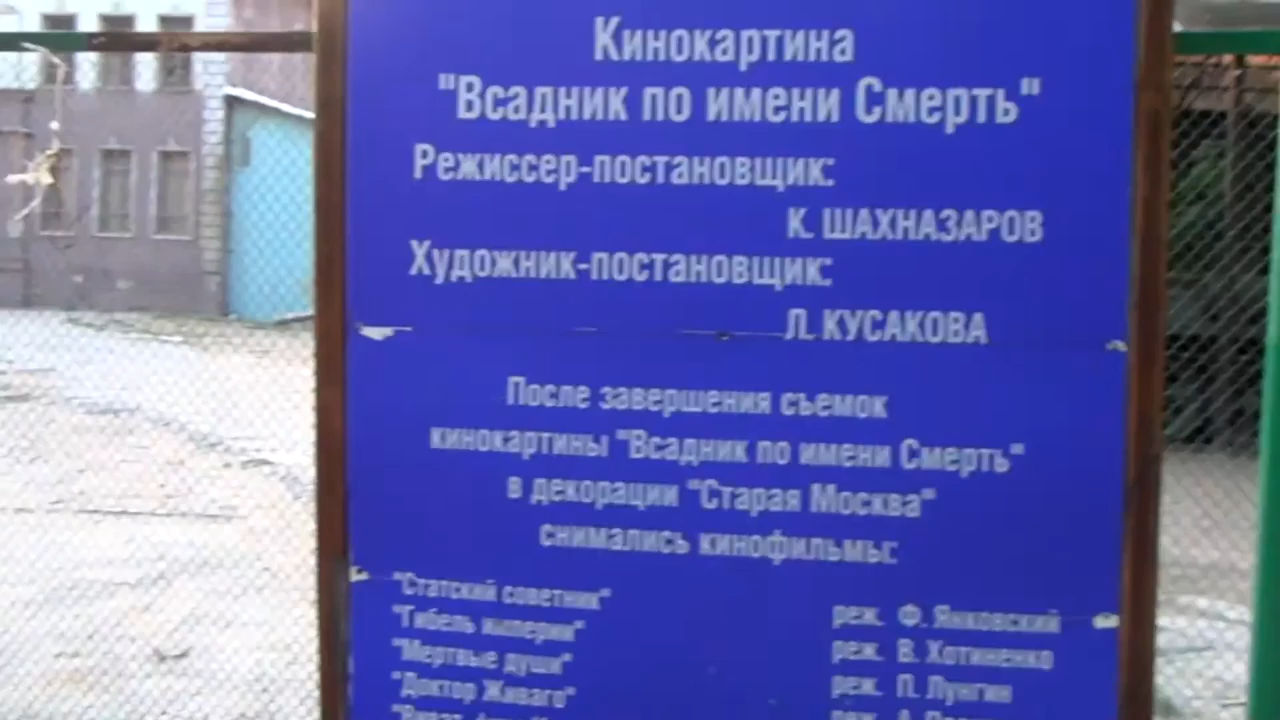 Кинокартина
"Всадник по имени Смерть"
Режиссер-постановщик:
К. ШАХНАЗАРОВ
Художник-постановщик:
Л. КУСАКОВА
После завершения съемок
кинокартины "Всадник по имени Смерть"
в декорации "Старая Москва"
снимались кинофильмы:
"Статский советник" реж. Ф. Янковский
"Гибель империи" реж. В. Хотиненко
"Мертвые души" реж. П. Лунгин
"Доктор Живаго" реж.